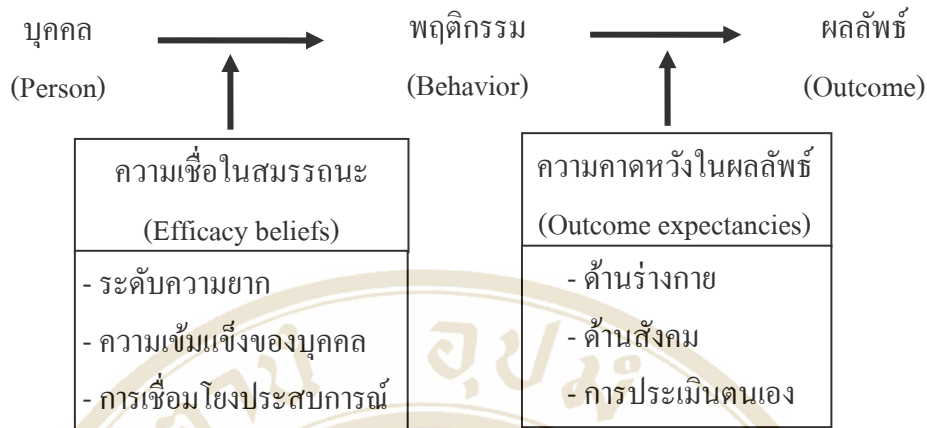 บุคคล พฤติกรรม ผลลัพธ์
(Person) (Behavior) (Outcome)
ความเชื่อในสมรรถนะ
(Efficacy beliefs)
- ระดับความยาก
- ความเข้มแข็งของบุคคล
- การเชื่อมโยงประสบการณ์
ความคาดหวังในผลลัพธ์
(Outcome expectancies)
- ด้านร่างกาย
- ด้านสังคม
- การประเมินตนเอง